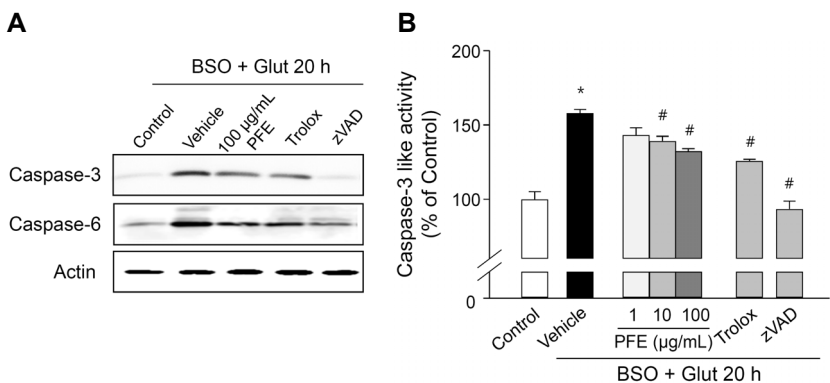 A
BSO + Glut 20 h
Control
Vehicle
100 μg/mL
PFE
Trolox
zVAD
Caspase-3
Caspase-6
Actin
B
Caspase-3 like activity
(% of Control)
200
150
100
0
*
#
#
#
#
Control
Vehicle
1 10 100
PFE (μg/mL)
Trolox
zVAD
BSO + Glut 20 h